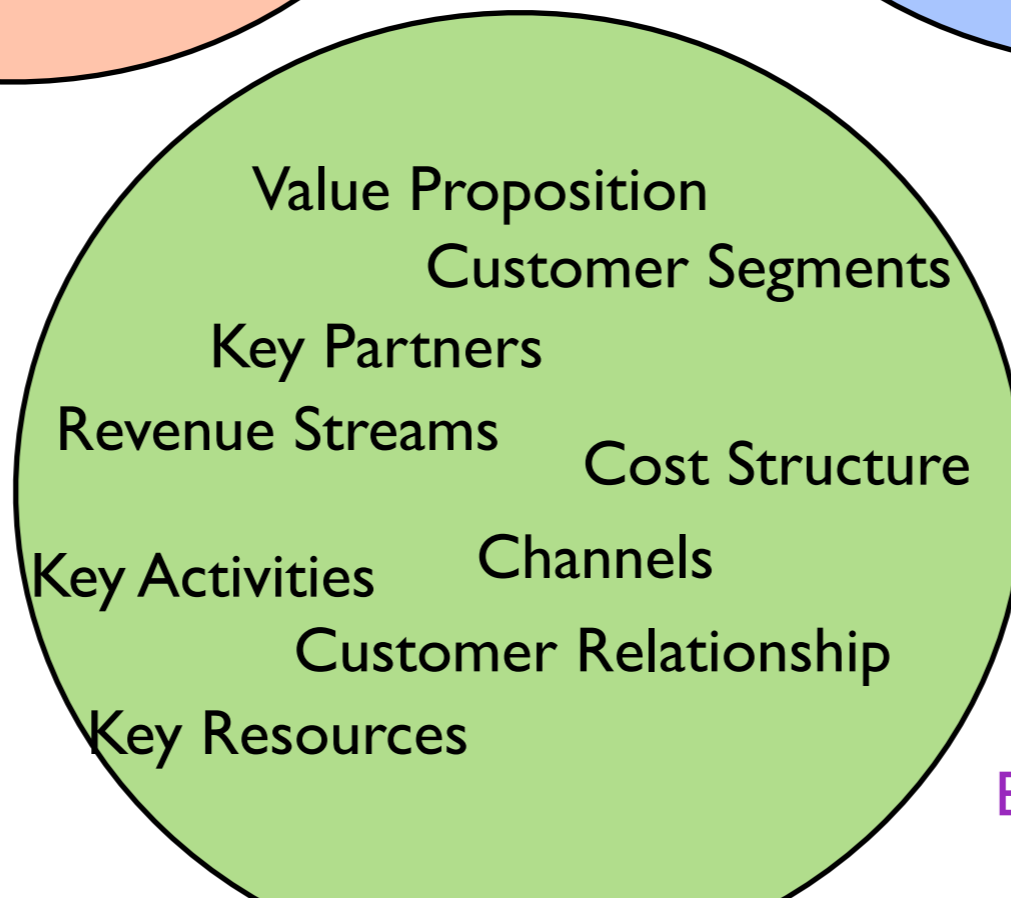 Value Proposition
Customer Segments
Key Partners
Revenue Streams
Cost Structure
Channels
Key Activities
Customer Relationship
Key Resources